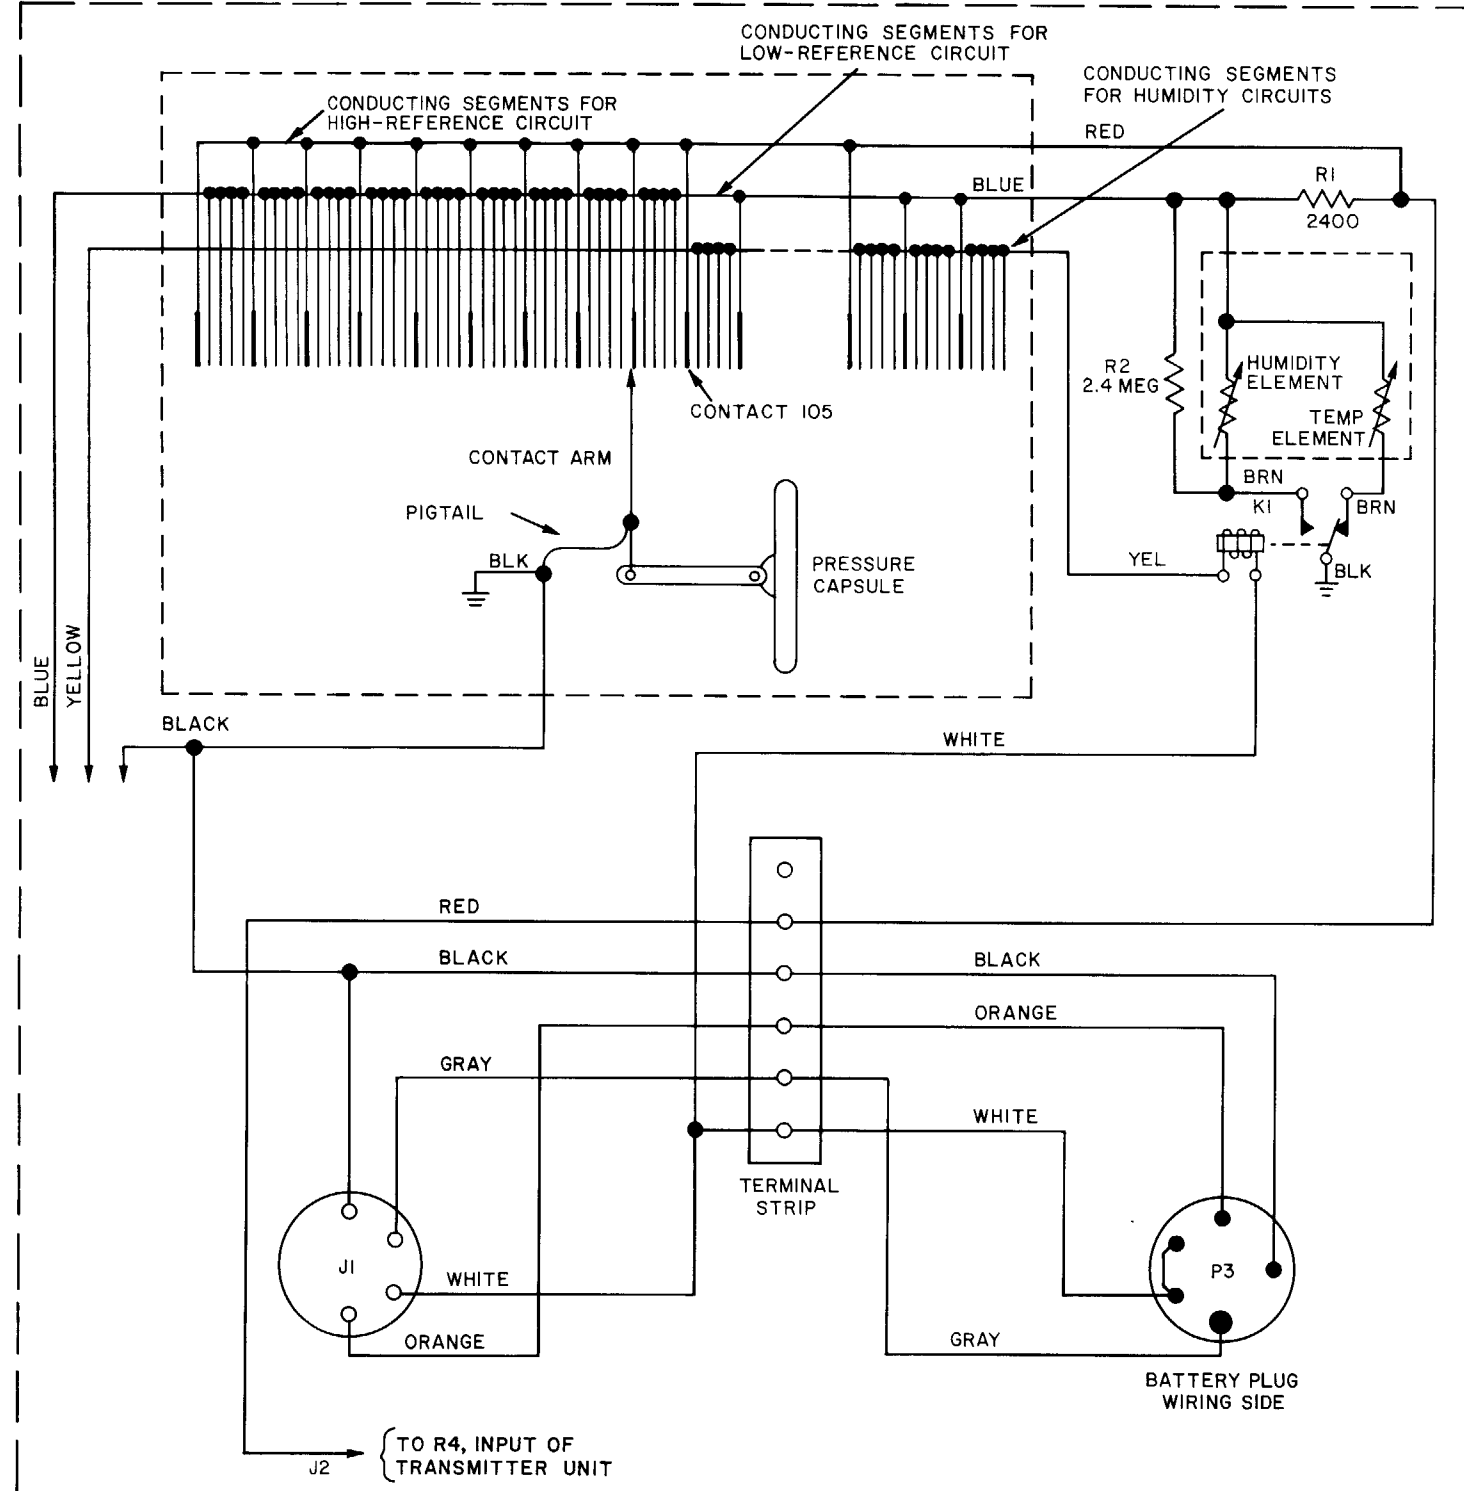 CONDUCTING SEGMENTS FOR
LOW-REFERENCE CIRCUIT
CONDUCTING SEGMENTS
FOR HUMIDITY CIRCUITS
CONDUCTING SEGMENTS FOR
HIGH-REFERENCE CIRCUIT
RED
BLUE
R1
2400
R2
2.4 MEG
HUMIDITY
ELEMENT
TEMP
ELEMENT
CONTACT 105
CONTACT ARM
BRN
K1
BRN
PIGTAIL
BLK
PRESSURE
CAPSULE
YEL
BLK
BLUE
YELLOW
BLACK
WHITE
RED
BLACK
BLACK
ORANGE
GRAY
WHITE
TERMINAL
STRIP
J1
WHITE
ORANGE
P3
GRAY
BATTERY PLUG
WIRING SIDE
J2
TO R4, INPUT OF
TRANSMITTER UNIT